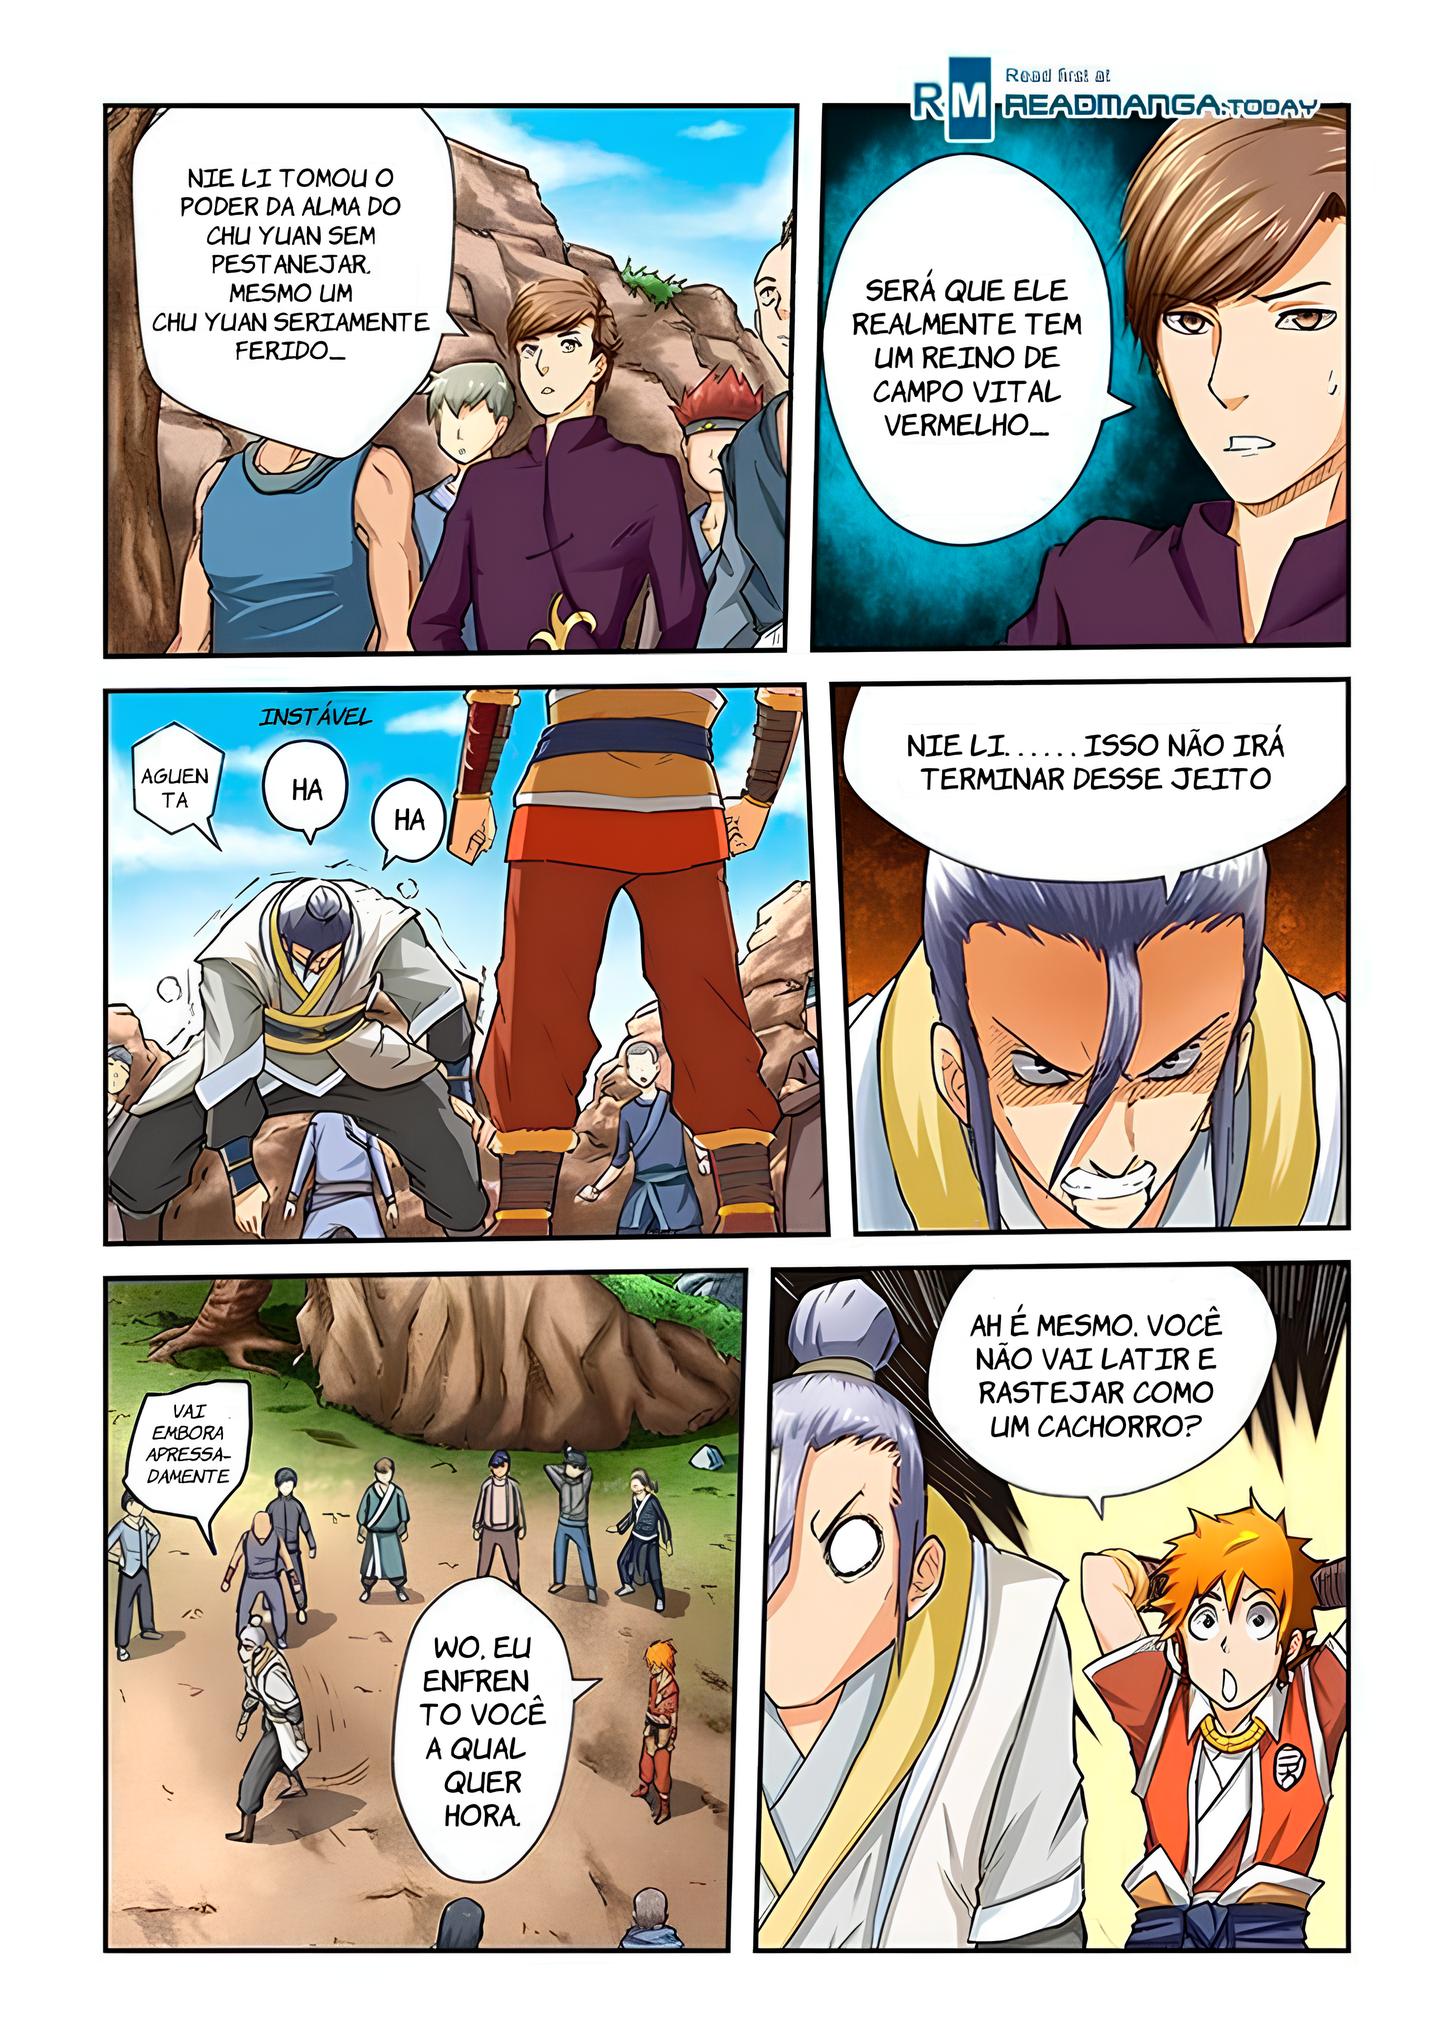 Read first at
RM READMANGA.TODAY
NIE LI TOMOU O
PODER DA ALMA DO
CHU YUAN SEM
PESTANEJAR.
MESMO UM
CHU YUAN SERIAMENTE
FERIDO...
SERÁ QUE ELE
REALMENTE TEM
UM REINO DE
CAMPO VITAL
VERMELHO...
INSTÁVEL
AGUEN
TA
HA
HA
NIE LI...... ISSO NÃO IRÁ
TERMINAR DESSE JEITO
VAI
EMBORA
APRESSA-
DAMENTE
WO, EU
ENFREN
TO VOCÊ
A QUAL
QUER
HORA.
AH É MESMO. VOCÊ
NÃO VAI LATIR E
RASTEJAR COMO
UM CACHORRO?